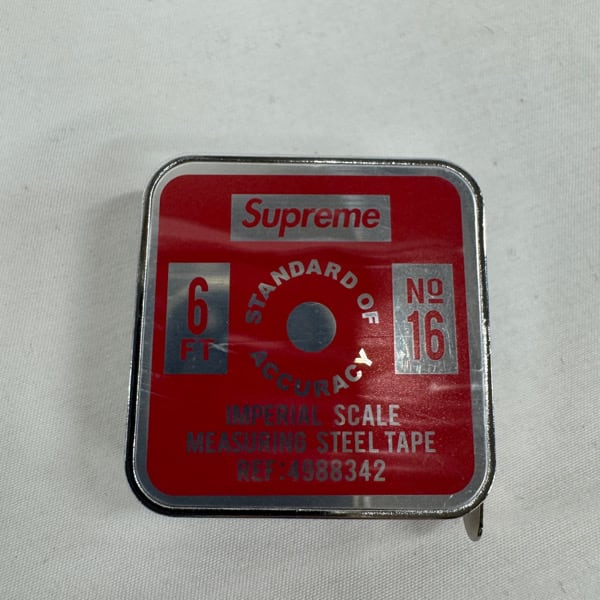 Supreme
6
FT
STANDARD OF
ACCURACY
Nº
16
IMPERIAL SCALE
MEASURING STEEL TAPE
REF:4988342